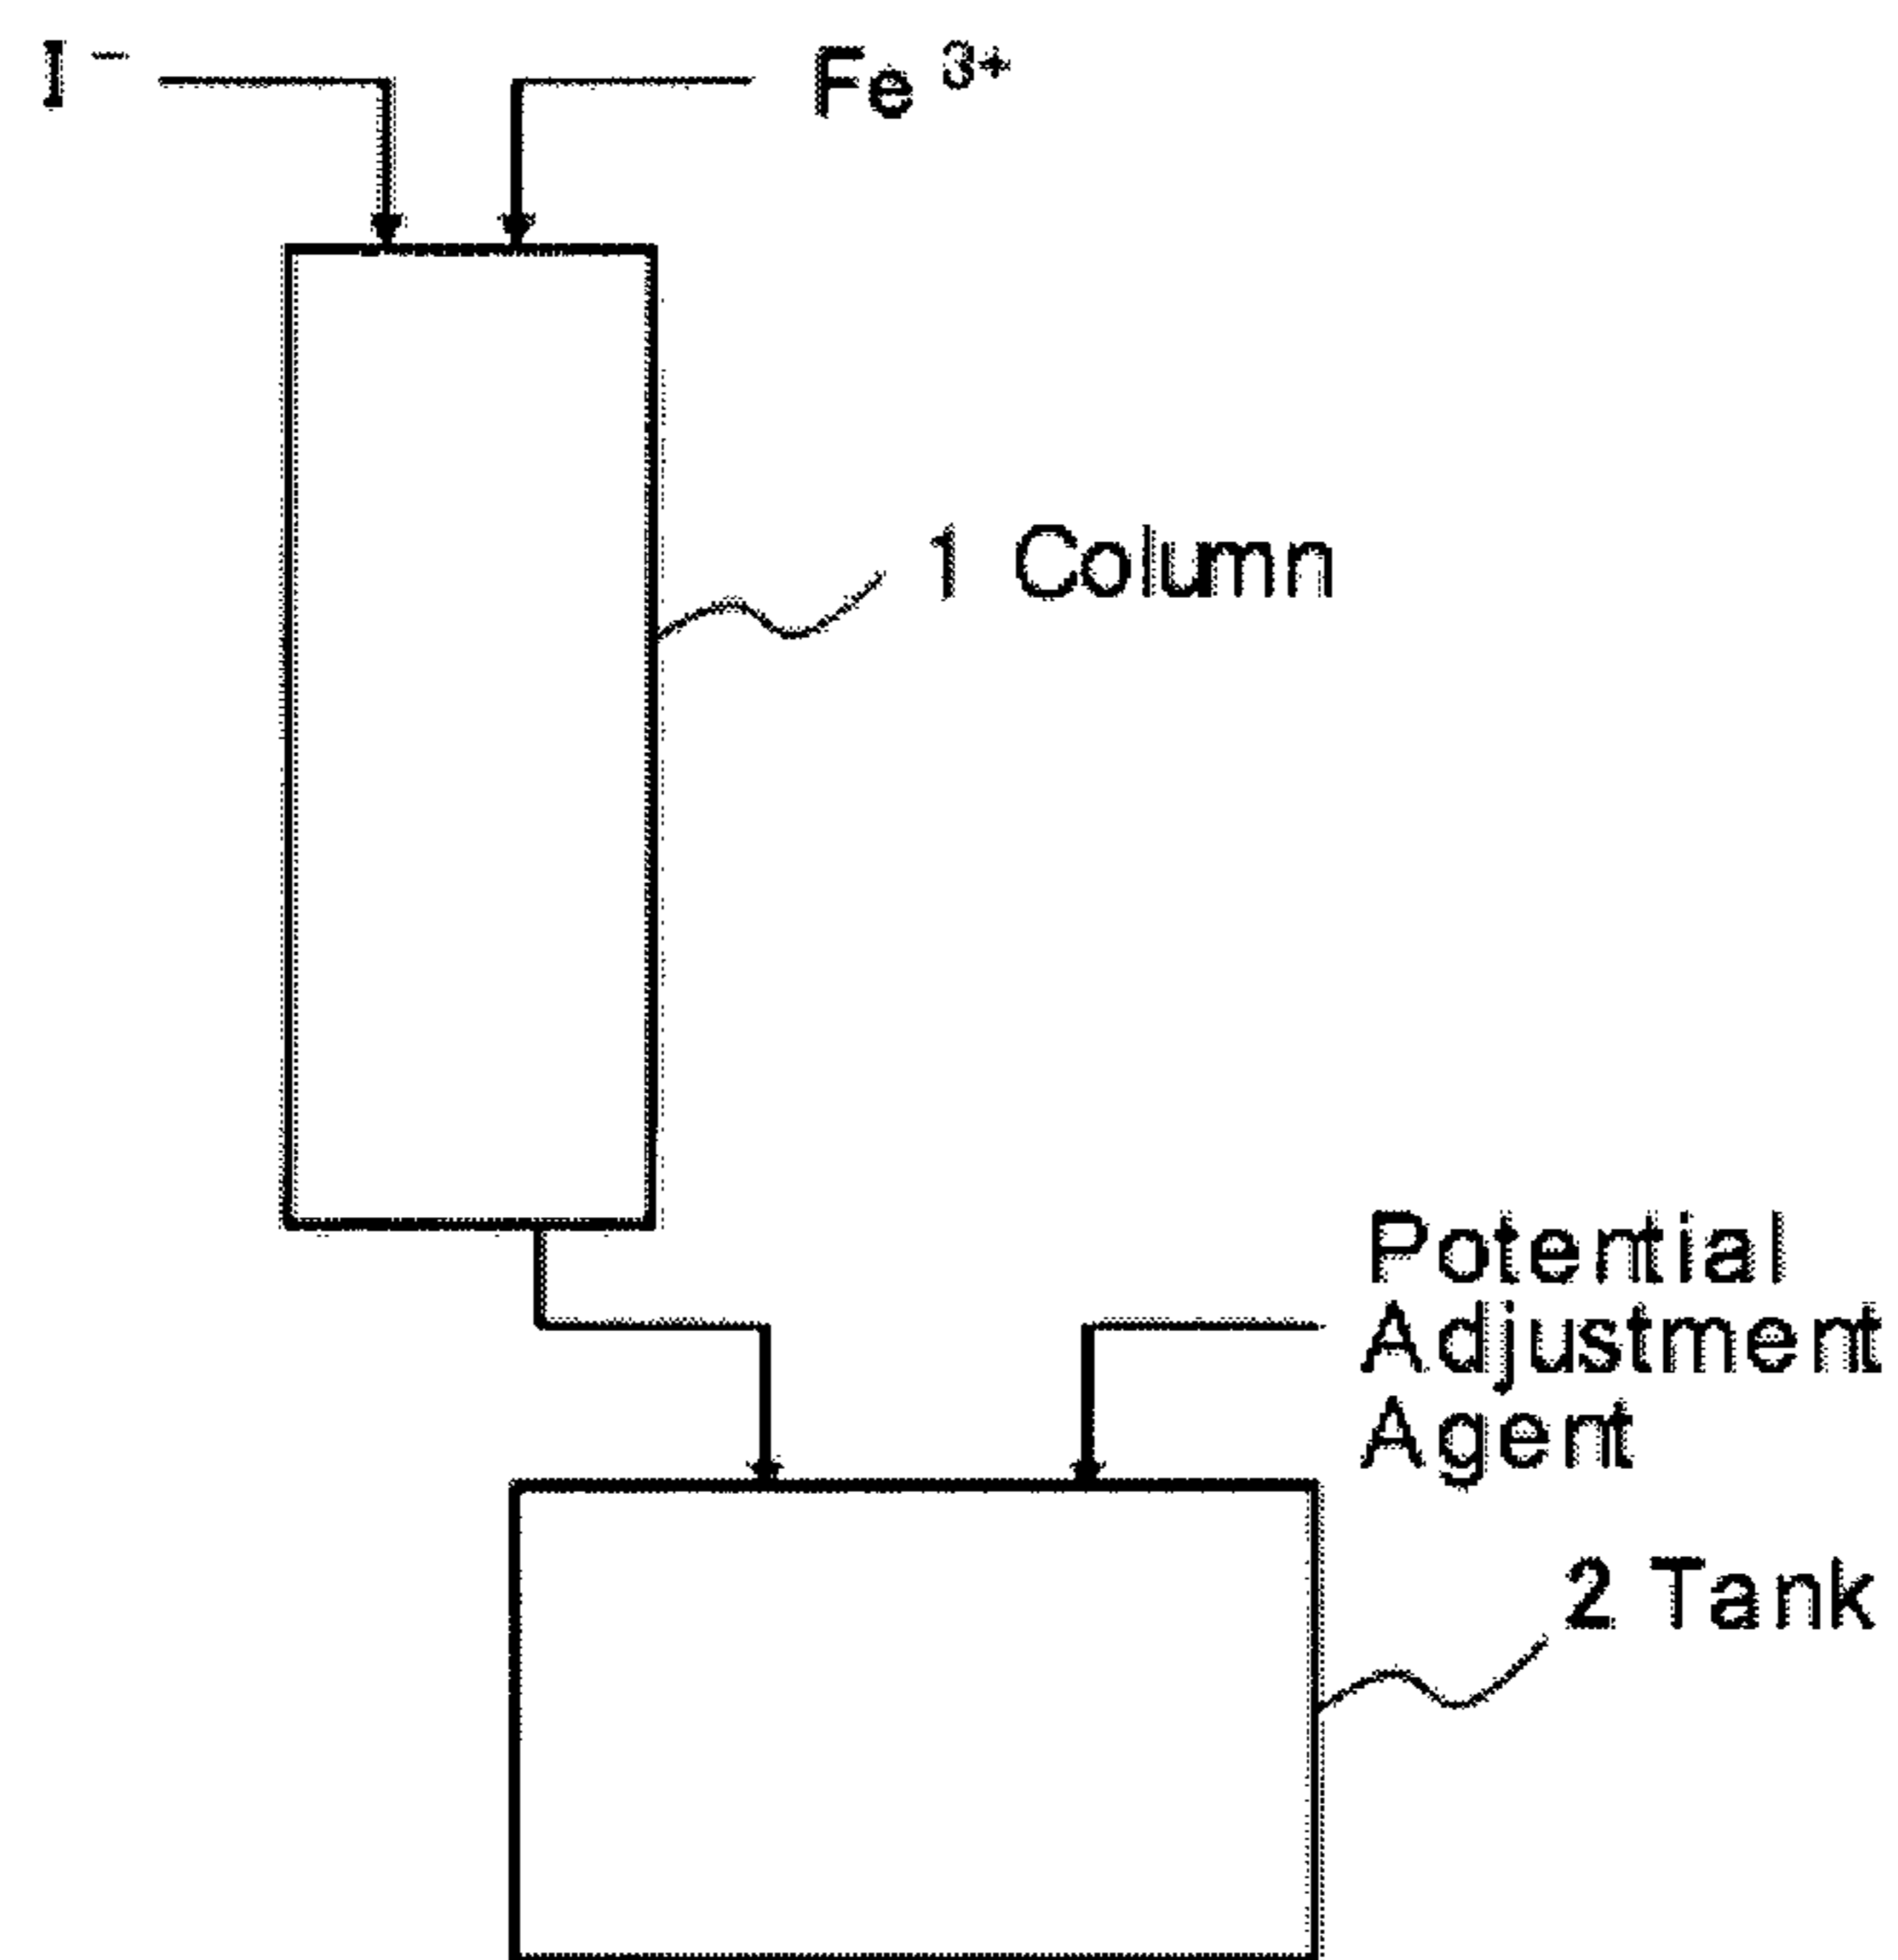 I⁻
Fe³⁺
1 Column
Potential
Adjustment
Agent
2 Tank